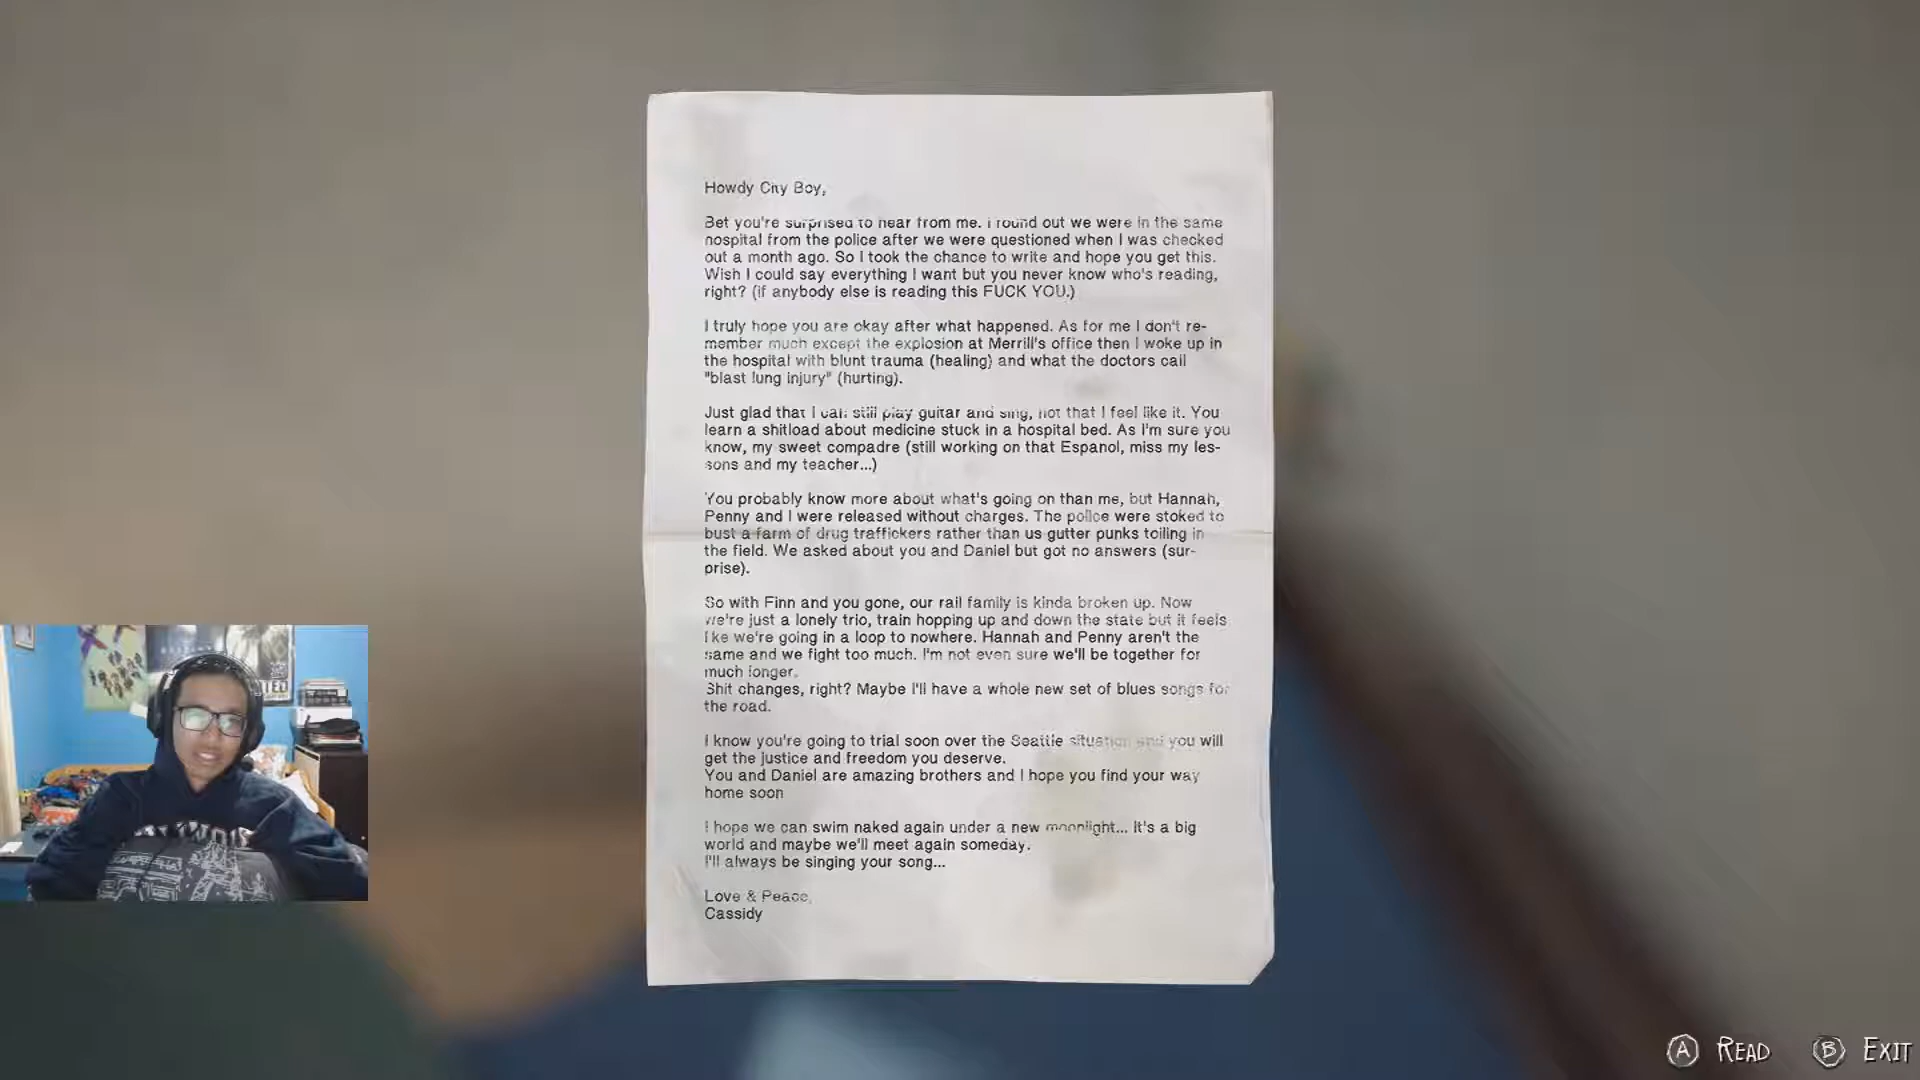 Howdy City Boy,
Bet you're surprised to hear from me. I found out we were in the same
hospital from the police after we were questioned when I was checked
out a month ago. So I took the chance to write and hope you get this.
Wish I could say everything I want but you never know who's reading,
right? (if anybody else is reading this FUCK YOU.)
I truly hope you are okay after what happened. As for me I don't re-
member much except the explosion at Merrill's office then I woke up in
the hospital with blunt trauma (healing) and what the doctors call
"blast lung injury" (hurting).
Just glad that I can still play guitar and sing, not that I feel like it. You
learn a shitload about medicine stuck in a hospital bed. As I'm sure you
know, my sweet compadre (still working on that Espanol, miss my les-
sons and my teacher...)
You probably know more about what's going on than me, but Hannah,
Penny and I were released without charges. The police were stoked to
bust a farm of drug traffickers rather than us gutter punks toiling in
the field. We asked about you and Daniel but got no answers (sur-
prise).
So with Finn and you gone, our rail family is kinda broken up. Now
we're just a lonely trio, train hopping up and down the state but it feels
like we're going in a loop to nowhere. Hannah and Penny aren't the
same and we fight too much. I'm not even sure we'll be together for
much longer.
Shit changes, right? Maybe I'll have a whole new set of blues songs for
the road.
I know you're going to trial soon over the Seattle situation and you will
get the justice and freedom you deserve.
You and Daniel are amazing brothers and I hope you find your way
home soon
I hope we can swim naked again under a new moonlight... It's a big
world and maybe we'll meet again someday.
I'll always be singing your song...
Love & Peace,
Cassidy
A READ B EXIT